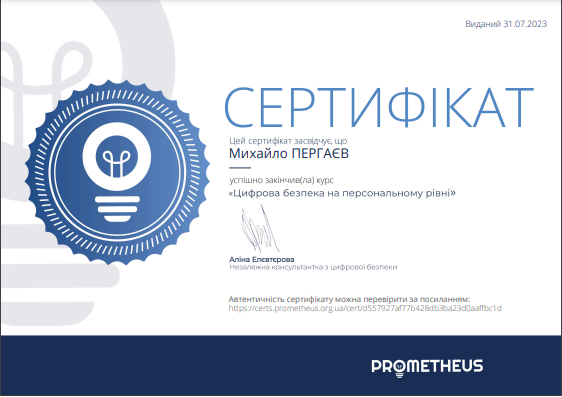 Виданий 31.07.2023
СЕРТИФІКАТ
Цей сертифікат засвідчує, що
Михайло ПЕРГАЄВ
успішно закінчив(ла) курс
«Цифрова безпека на персональному рівні»
Аліна Елєвтєрова
Незалежна консультантка з цифрової безпеки
Автентичність сертифікату можна перевірити за посиланням:
https://certs.prometheus.org.ua/cert/d557927af77b428db3ba23d0aaffbc1d
PROMETHEUS